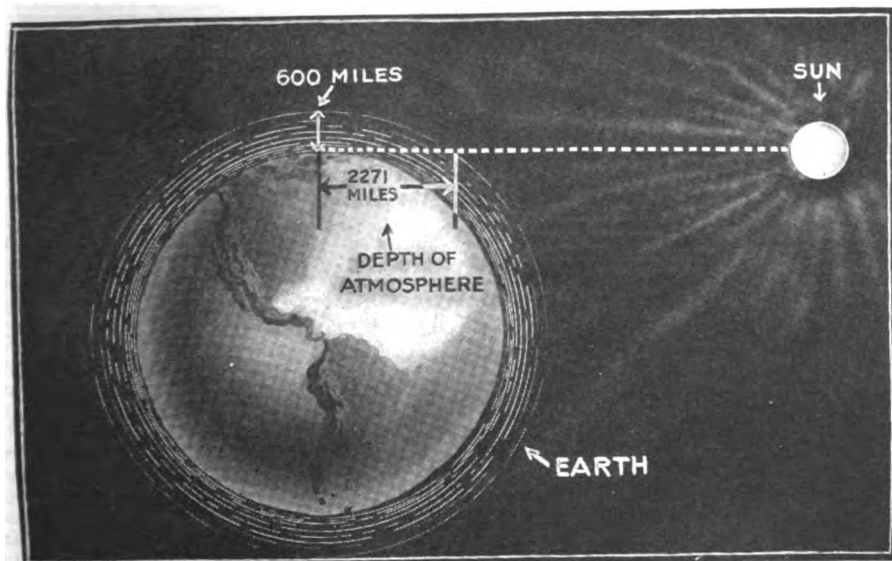 600 MILES
SUN
2271
MILES
DEPTH OF
ATMOSPHERE
EARTH